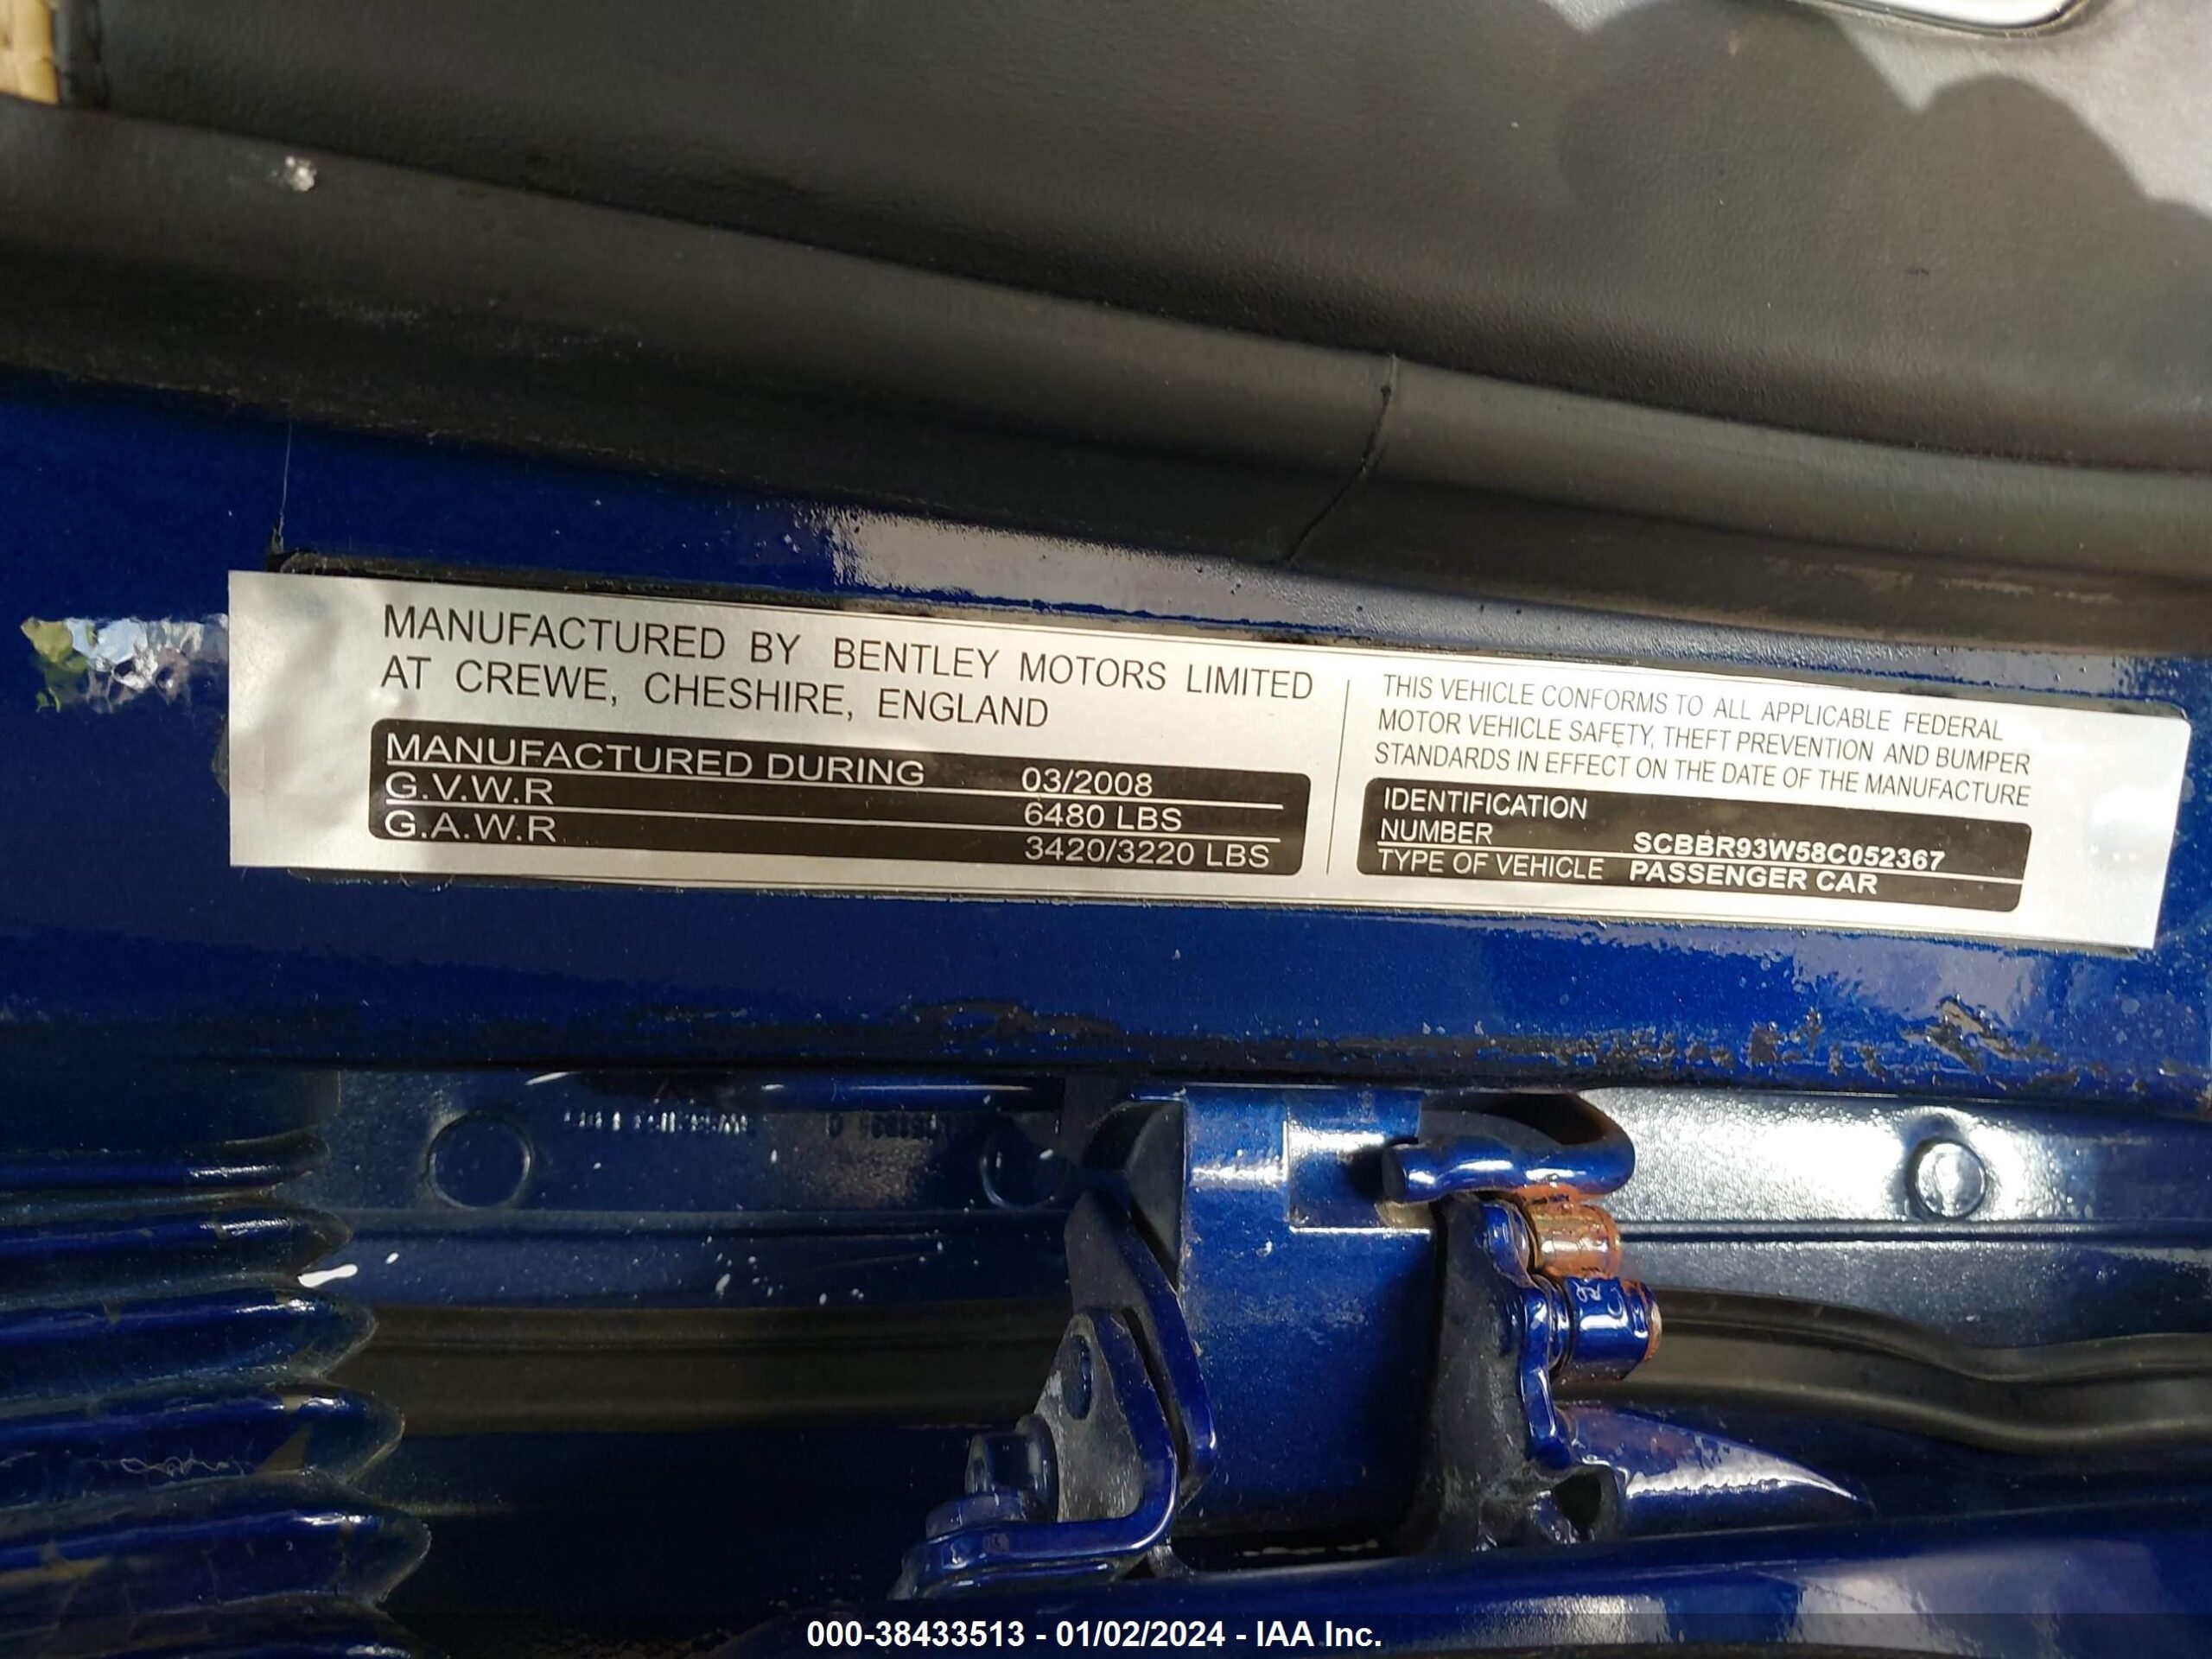 MANUFACTURED BY BENTLEY MOTORS LIMITED
AT CREWE, CHESHIRE, ENGLAND
MANUFACTURED DURING 03/2008
G.V.W.R 6480 LBS
G.A.W.R 3420/3220 LBS
THIS VEHICLE CONFORMS TO ALL APPLICABLE FEDERAL
MOTOR VEHICLE SAFETY, THEFT PREVENTION AND BUMPER
STANDARDS IN EFFECT ON THE DATE OF THE MANUFACTURE
IDENTIFICATION
NUMBER SCBBR93W58C052367
TYPE OF VEHICLE PASSENGER CAR
000-38433513 - 01/02/2024 - IAA Inc.